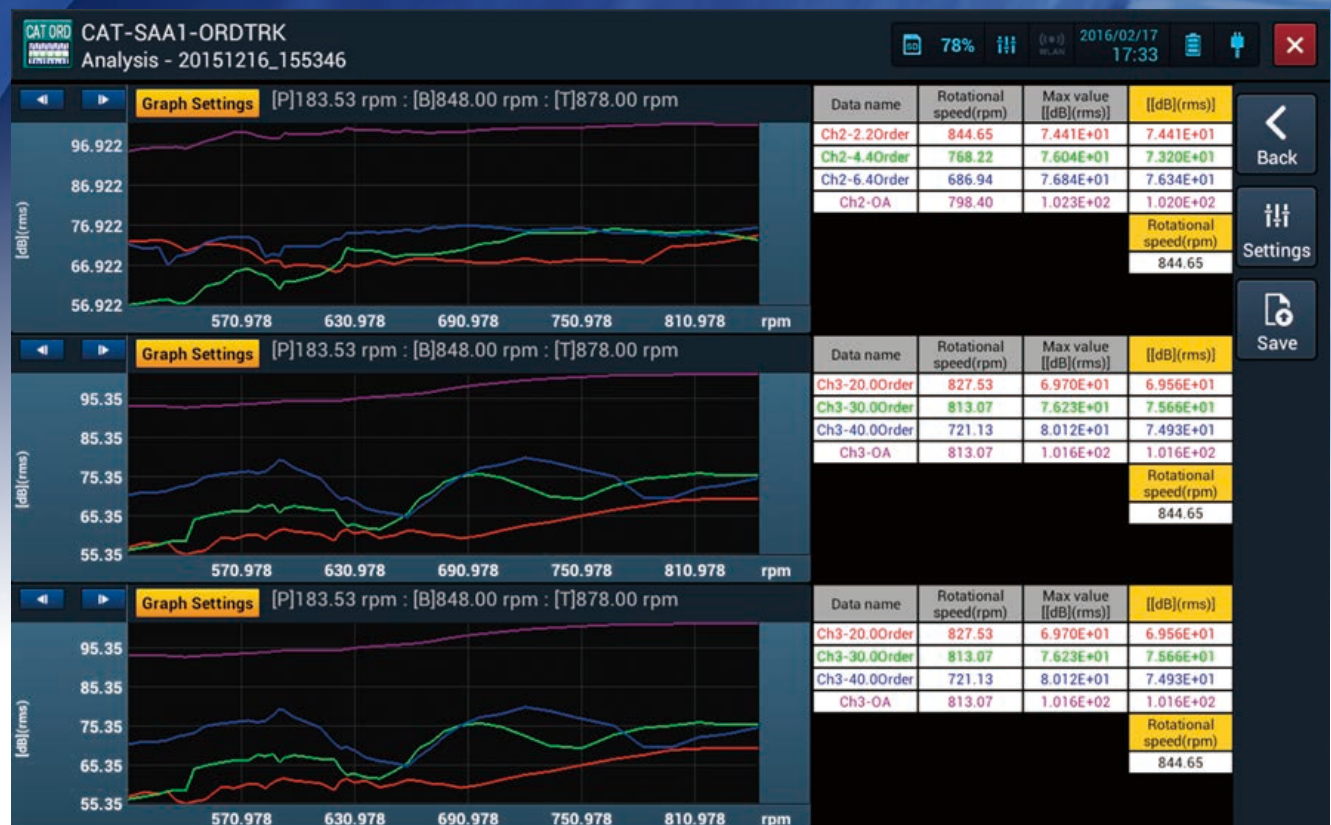 CAT ORD
CAT-SAA1-ORDTRK
Analysis - 20151216_155346
SD
78%
WLAN
2016/02/17
17:33
Graph Settings
[P]183.53 rpm : [B]848.00 rpm : [T]878.00 rpm
96.922
86.922
76.922
66.922
56.922
[dB](rms)
570.978 630.978 690.978 750.978 810.978 rpm
Data name Rotational speed(rpm) Max value [[dB](rms)] [[dB](rms)]
Ch2-2.2Order 844.65 7.441E+01 7.441E+01
Ch2-4.4Order 768.22 7.604E+01 7.320E+01
Ch2-6.4Order 686.94 7.684E+01 7.634E+01
Ch2-OA 798.40 1.023E+02 1.020E+02
Rotational
speed(rpm)
844.65
Back
Settings
Save
Graph Settings
[P]183.53 rpm : [B]848.00 rpm : [T]878.00 rpm
95.35
85.35
75.35
65.35
55.35
[dB](rms)
570.978 630.978 690.978 750.978 810.978 rpm
Data name Rotational speed(rpm) Max value [[dB](rms)] [[dB](rms)]
Ch3-20.0Order 827.53 6.970E+01 6.956E+01
Ch3-30.0Order 813.07 7.623E+01 7.566E+01
Ch3-40.0Order 721.13 8.012E+01 7.493E+01
Ch3-OA 813.07 1.016E+02 1.016E+02
Rotational
speed(rpm)
844.65
Graph Settings
[P]183.53 rpm : [B]848.00 rpm : [T]878.00 rpm
95.35
85.35
75.35
65.35
55.35
[dB](rms)
570.978 630.978 690.978 750.978 810.978 rpm
Data name Rotational speed(rpm) Max value [[dB](rms)] [[dB](rms)]
Ch3-20.0Order 827.53 6.970E+01 6.956E+01
Ch3-30.0Order 813.07 7.623E+01 7.566E+01
Ch3-40.0Order 721.13 8.012E+01 7.493E+01
Ch3-OA 813.07 1.016E+02 1.016E+02
Rotational
speed(rpm)
844.65